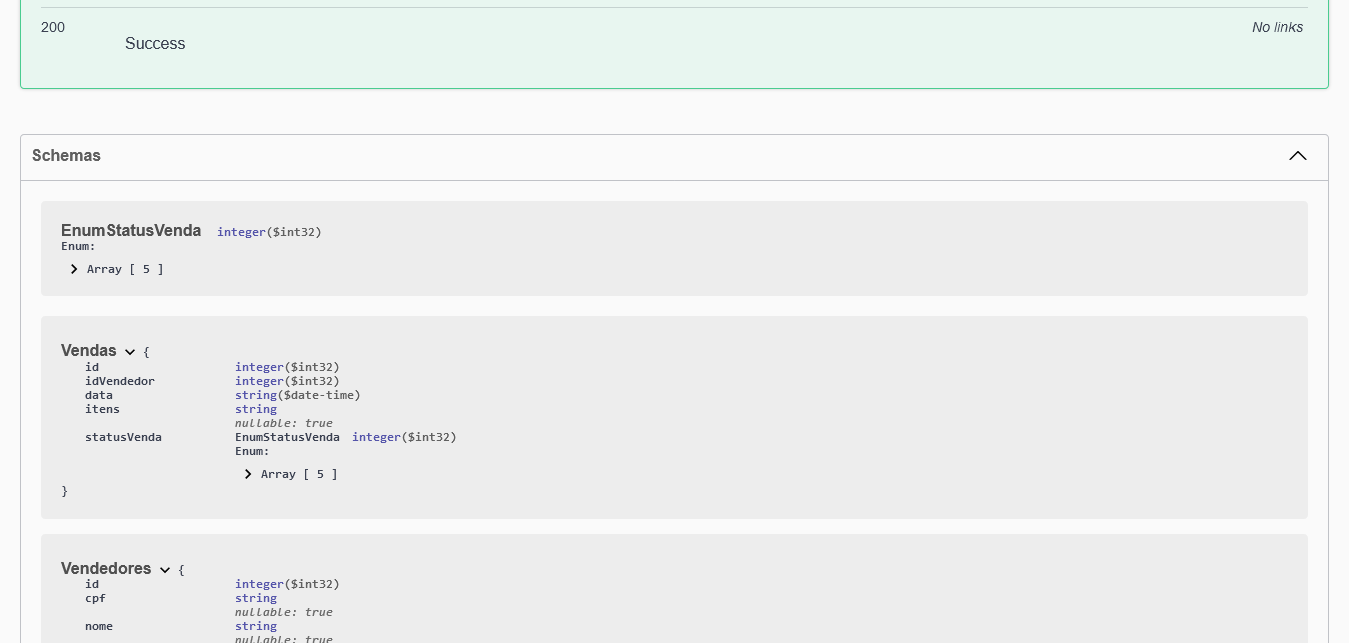 200 No links
Success
Schemas
EnumStatusVenda integer($int32)
Enum:
Array [ 5 ]
Vendas {
id integer($int32)
idVendedor integer($int32)
data string($date-time)
itens string
nullable: true
statusVenda EnumStatusVenda integer($int32)
Enum:
Array [ 5 ]
}
Vendedores {
id integer($int32)
cpf string
nullable: true
nome string
nullable: true